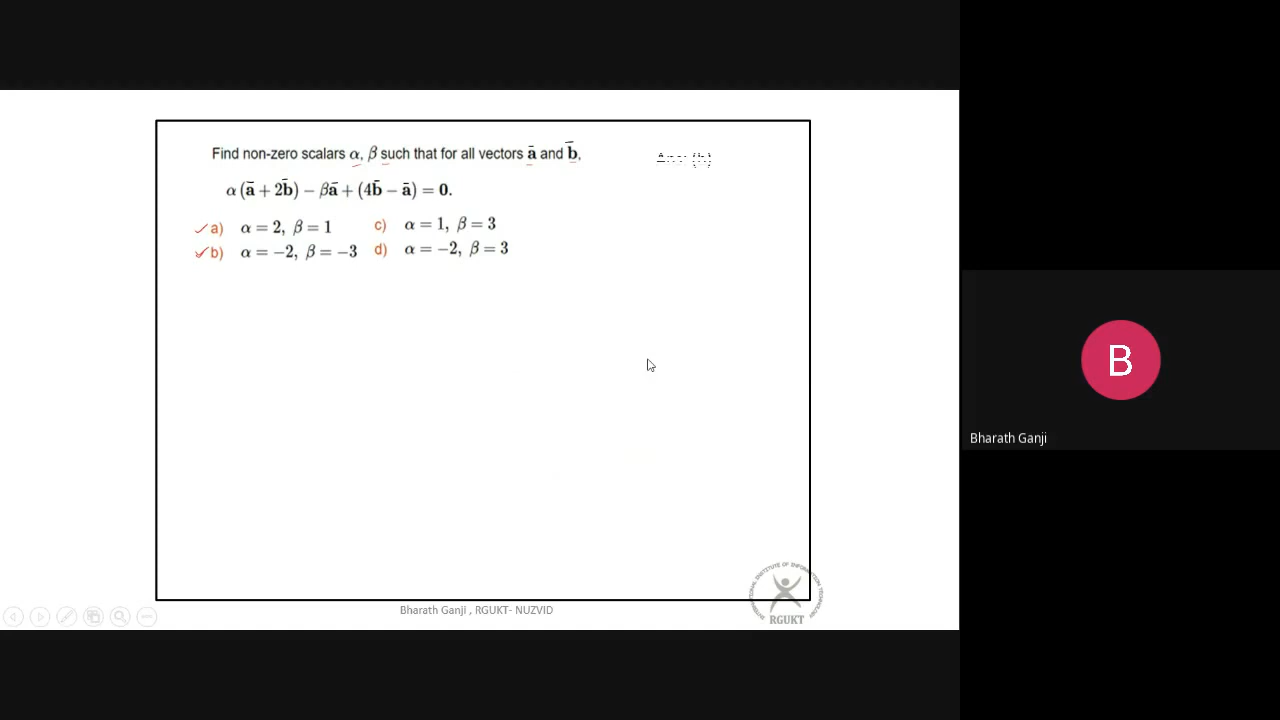 Find non-zero scalars α, β such that for all vectors ā and b̄,
α (ā + 2b̄) − βā + (4b̄ − ā) = 0.
a) α = 2, β = 1
c) α = 1, β = 3
b) α = −2, β = −3
d) α = −2, β = 3
B
Bharath Ganji
Bharath Ganji , RGUKT- NUZVID
RGUKT